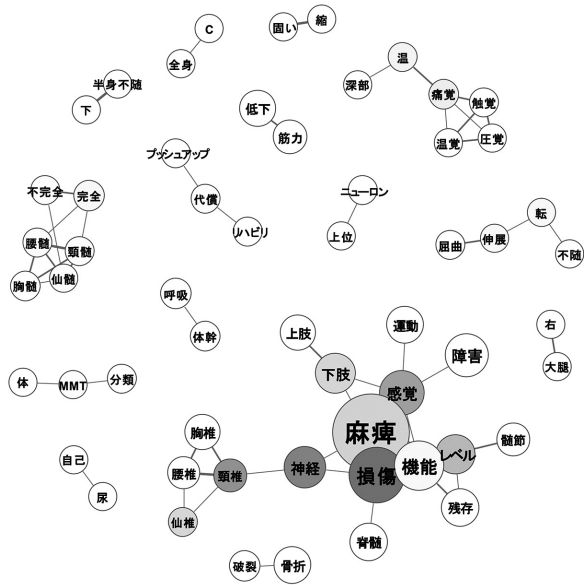 C
全身
固い
縮
半身不随
下
低下
筋力
温
深部
痛覚
触覚
温覚
圧覚
プッシュアップ
代償
リハビリ
ニューロン
上位
不完全
完全
腰髄
頸髄
胸髄
仙髄
転
伸展
屈曲
不随
呼吸
体幹
右
大腿
上肢
下肢
運動
障害
感覚
体
MMT
分類
麻痺
自己
尿
胸椎
腰椎
頸椎
仙椎
神経
損傷
機能
レベル
髄節
残存
脊髄
破裂
骨折